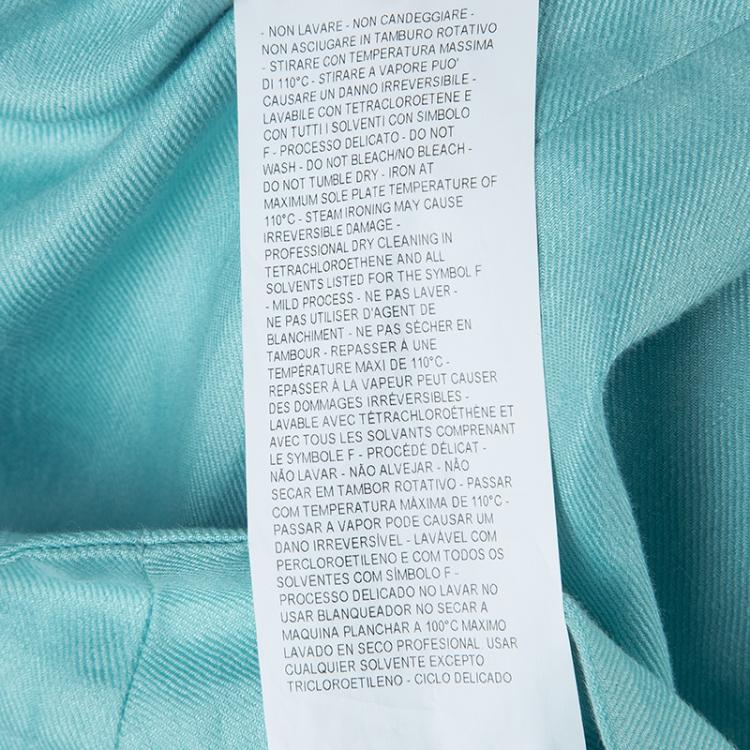 - NON LAVARE - NON CANDEGGIARE -
NON ASCIUGARE IN TAMBURO ROTATIVO
- STIRARE CON TEMPERATURA MASSIMA
DI 110°C - STIRARE A VAPORE PUO'
CAUSARE UN DANNO IRREVERSIBILE -
LAVABILE CON TETRACLOROETENE E
CON TUTTI I SOLVENTI CON SIMBOLO
F - PROCESSO DELICATO - DO NOT
WASH - DO NOT BLEACH/NO BLEACH -
DO NOT TUMBLE DRY - IRON AT
MAXIMUM SOLE PLATE TEMPERATURE OF
110°C - STEAM IRONING MAY CAUSE
IRREVERSIBLE DAMAGE -
PROFESSIONAL DRY CLEANING IN
TETRACHLOROETHENE AND ALL
SOLVENTS LISTED FOR THE SYMBOL F
- MILD PROCESS - NE PAS LAVER -
NE PAS UTILISER D'AGENT DE
BLANCHIMENT - NE PAS SÉCHER EN
TAMBOUR - REPASSER À UNE
TEMPÉRATURE MAXI DE 110°C -
REPASSER À LA VAPEUR PEUT CAUSER
DES DOMMAGES IRRÉVERSIBLES -
LAVABLE AVEC TÉTRACHLOROÉTHÈNE ET
AVEC TOUS LES SOLVANTS COMPRENANT
LE SYMBOLE F - PROCÉDÉ DÉLICAT -
NÃO LAVAR - NÃO ALVEJAR - NÃO
SECAR EM TAMBOR ROTATIVO - PASSAR
COM TEMPERATURA MÀXIMA DE 110°C -
PASSAR A VAPOR PODE CAUSAR UM
DANO IRREVERSÍVEL - LAVÁVEL COM
PERCLOROETILENO E COM TODOS OS
SOLVENTES COM SÍMBOLO F -
PROCESSO DELICADO NO LAVAR NO
USAR BLANQUEADOR NO SECAR A
MAQUINA PLANCHAR A 100°C MAXIMO
LAVADO EN SECO PROFESIONAL. USAR
CUALQUIER SOLVENTE EXCEPTO
TRICLOROETILENO - CICLO DELICADO